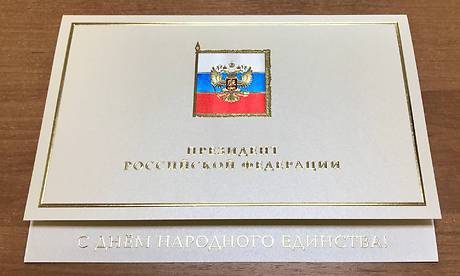 ПРЕЗИДЕНТ
РОССИЙСКОЙ ФЕДЕРАЦИИ
С ДНЁМ НАРОДНОГО ЕДИНСТВА!